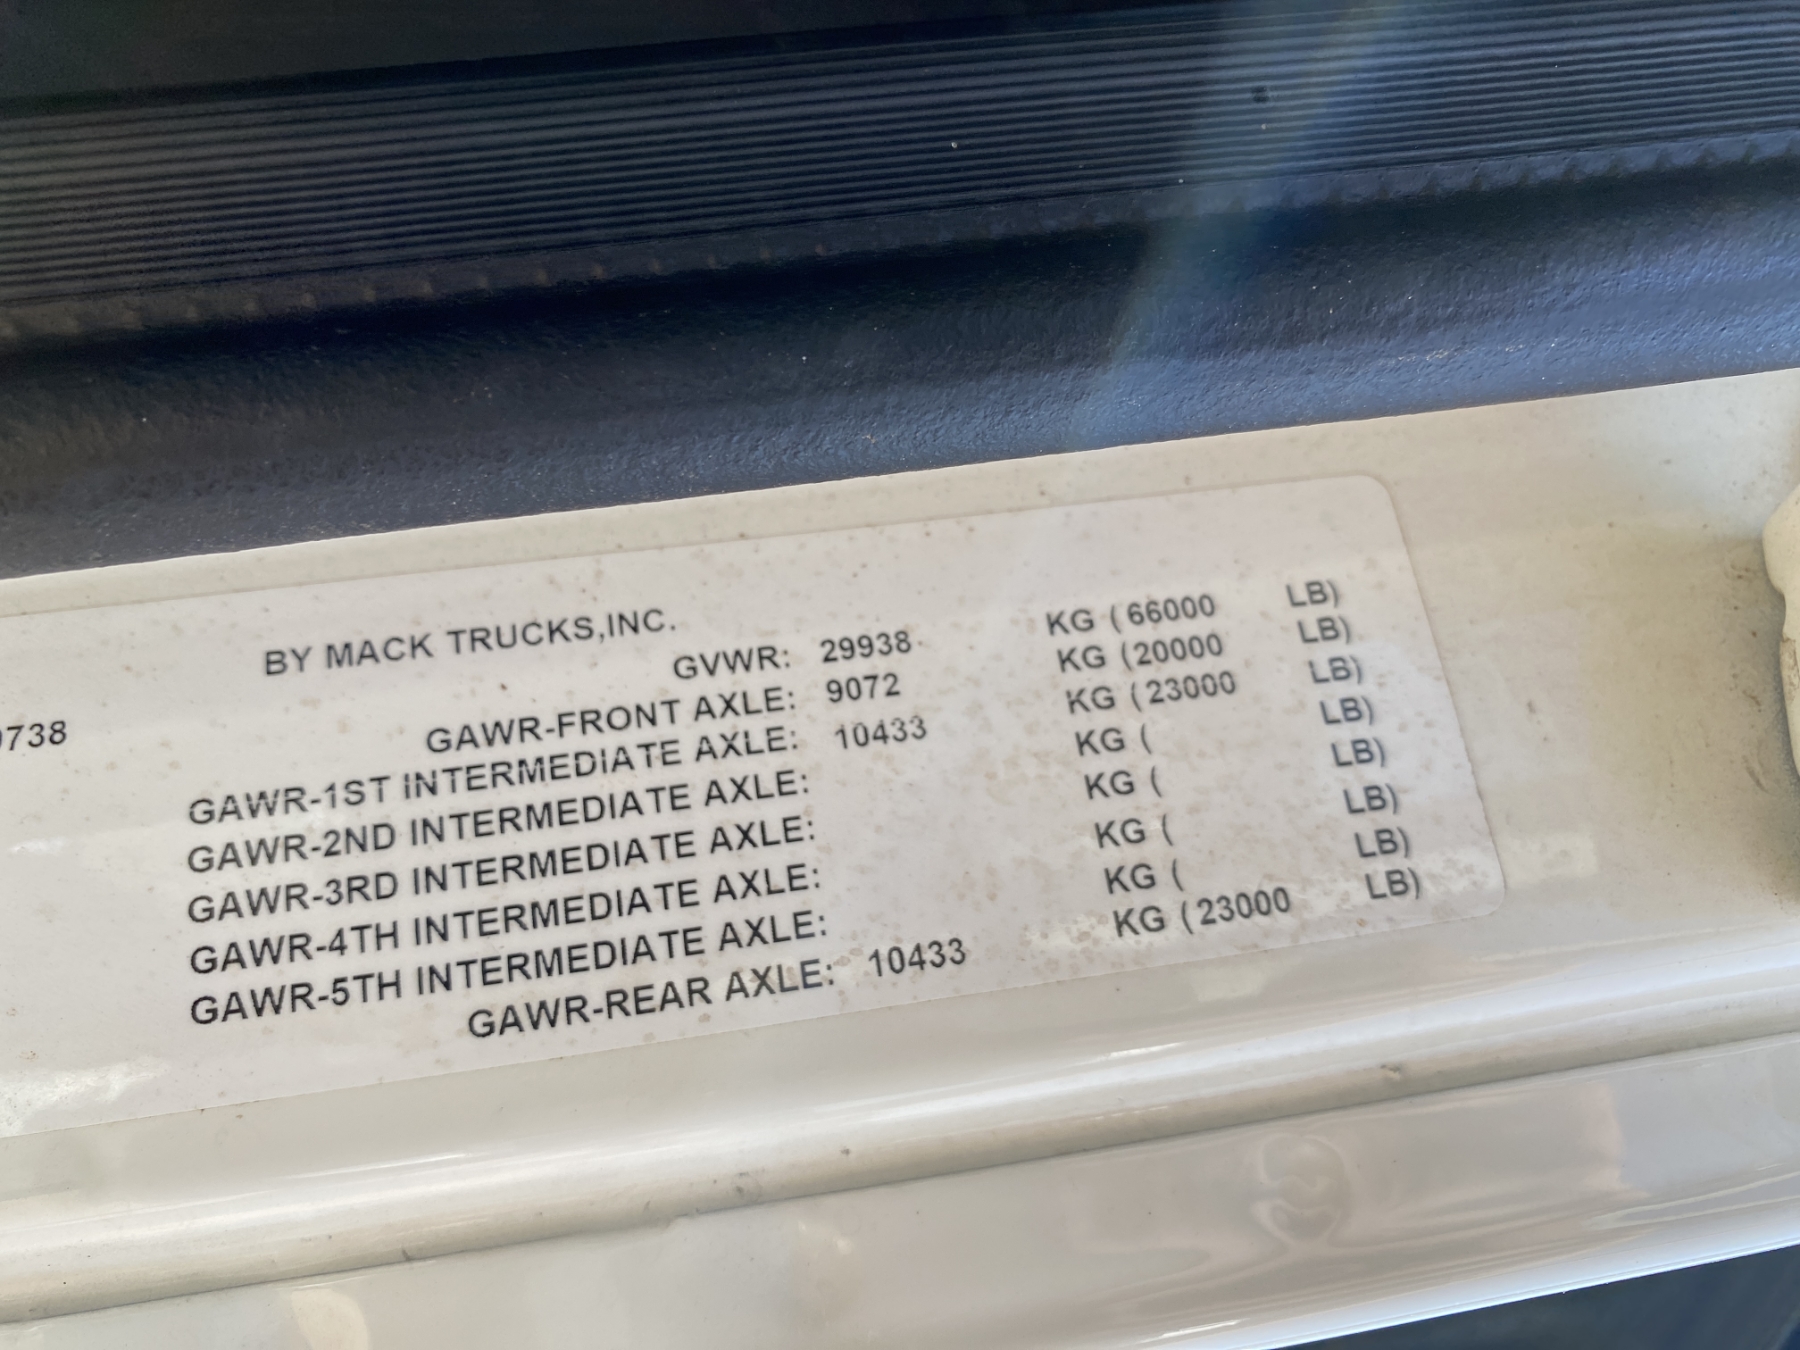 BY MACK TRUCKS,INC.
GVWR: 29938 KG (66000 LB)
GAWR-FRONT AXLE: 9072 KG (20000 LB)
GAWR-1ST INTERMEDIATE AXLE: 10433 KG (23000 LB)
GAWR-2ND INTERMEDIATE AXLE: KG ( LB)
GAWR-3RD INTERMEDIATE AXLE: KG ( LB)
GAWR-4TH INTERMEDIATE AXLE: KG ( LB)
GAWR-5TH INTERMEDIATE AXLE: KG ( LB)
GAWR-REAR AXLE: 10433 KG (23000 LB)
738